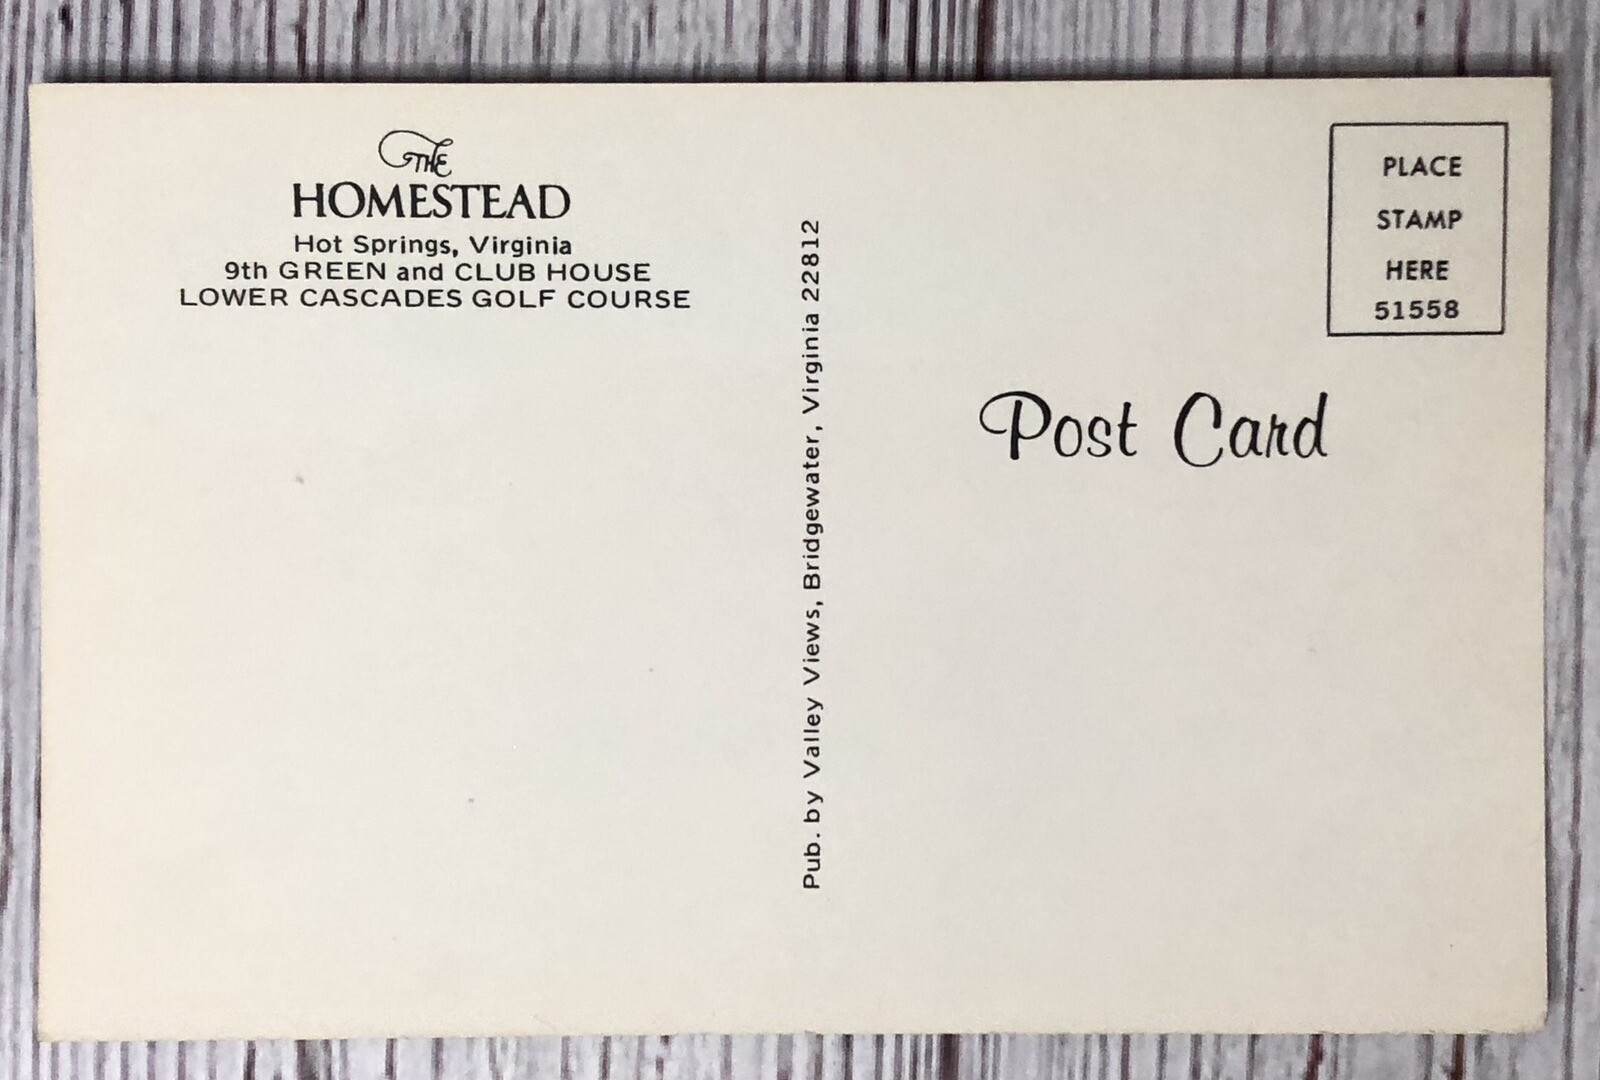 The
HOMESTEAD
Hot Springs, Virginia
9th GREEN and CLUB HOUSE
LOWER CASCADES GOLF COURSE
Pub. by Valley Views, Bridgewater, Virginia 22812
PLACE
STAMP
HERE
51558
Post Card